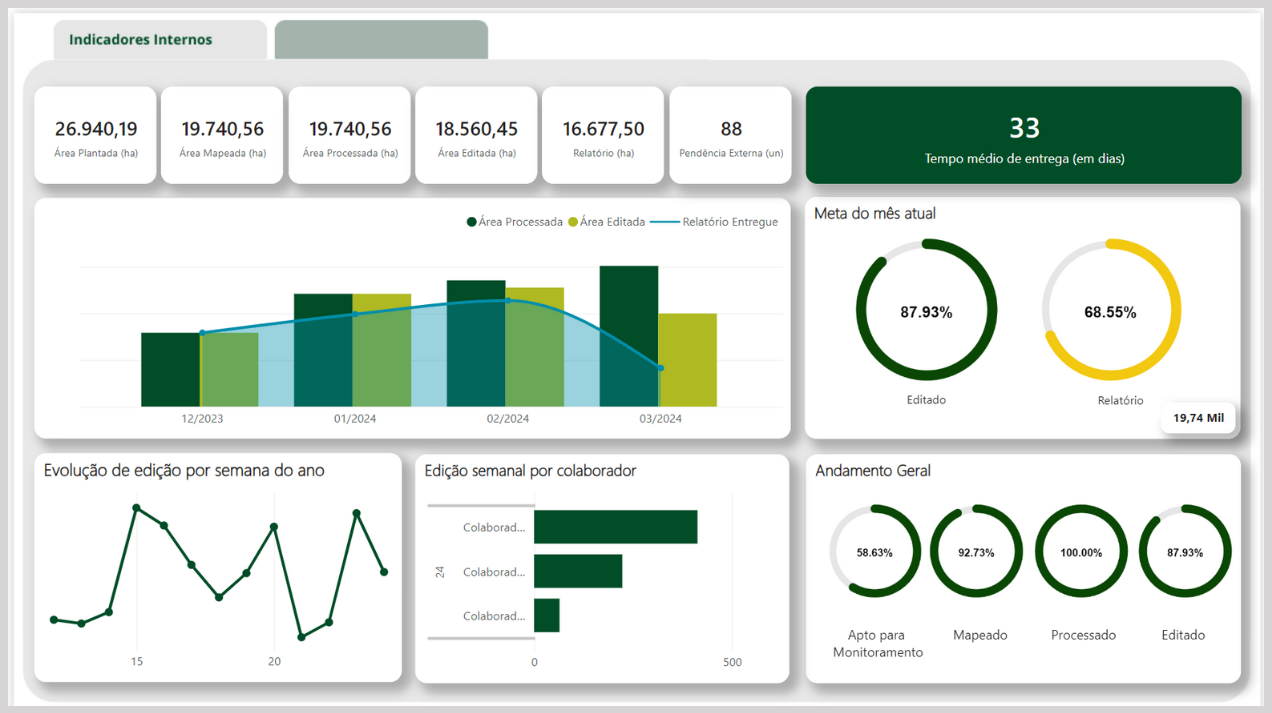 Indicadores Internos
26.940,19
Área Plantada (ha)
19.740,56
Área Mapeada (ha)
19.740,56
Área Processada (ha)
18.560,45
Área Editada (ha)
16.677,50
Relatório (ha)
88
Pendência Externa (un)
33
Tempo médio de entrega (em dias)
Área Processada Área Editada Relatório Entregue
12/2023 01/2024 02/2024 03/2024
Meta do mês atual
87.93%
Editado
68.55%
Relatório
19,74 Mil
Evolução de edição por semana do ano
15 20
Edição semanal por colaborador
24
Colaborad...
Colaborad...
Colaborad...
0 500
Andamento Geral
58.63%
Apto para
Monitoramento
92.73%
Mapeado
100.00%
Processado
87.93%
Editado